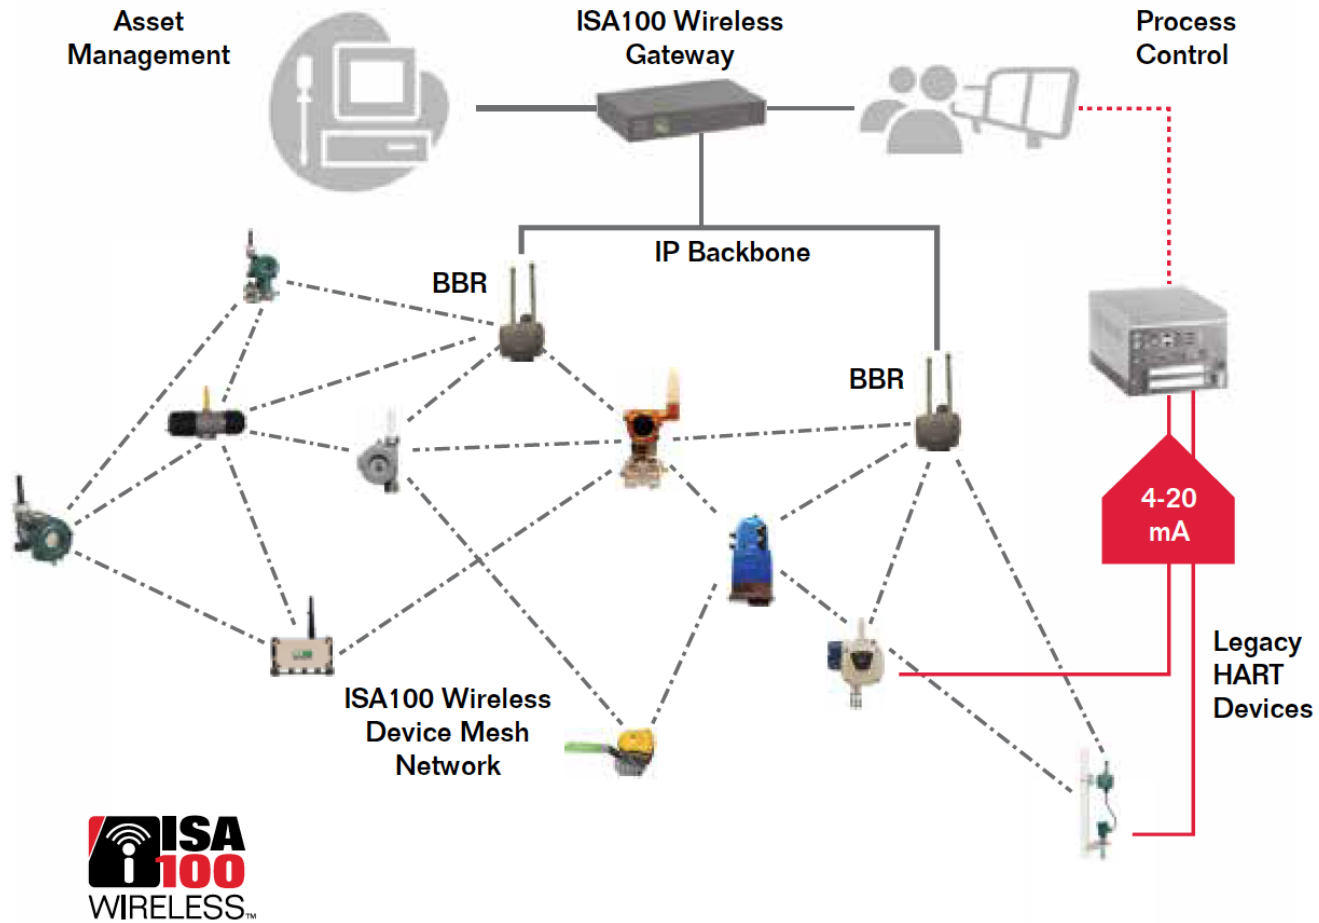 Asset
Management
ISA100 Wireless
Gateway
Process
Control
IP Backbone
BBR
BBR
4-20
mA
Legacy
HART
Devices
ISA100 Wireless
Device Mesh
Network
ISA
100
WIRELESS™